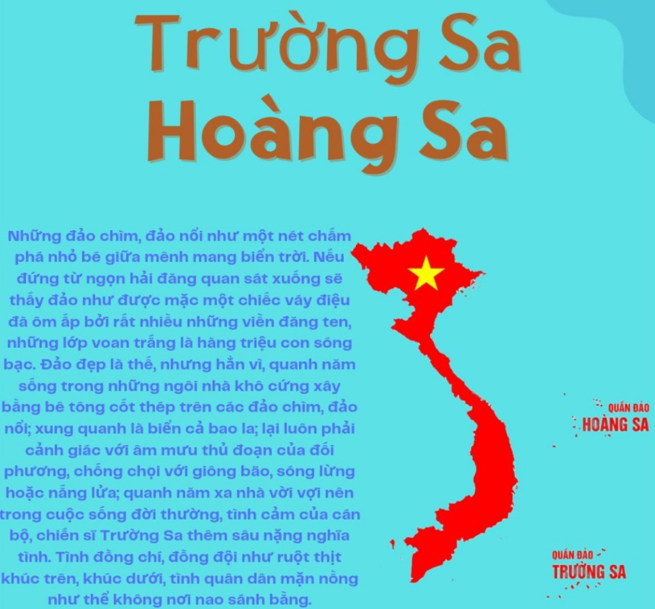 Trường Sa
Hoàng Sa
Những đảo chìm, đảo nổi như một nét chấm
phá nhỏ bé giữa mênh mang biển trời. Nếu
đứng từ ngọn hải đăng quan sát xuống sẽ
thấy đảo như được mặc một chiếc váy điệu
đà ôm ấp bởi rất nhiều những viền đăng ten,
những lớp voan trắng là hàng triệu con sóng
bạc. Đảo đẹp là thế, nhưng hẳn vì, quanh năm
sống trong những ngôi nhà khô cứng xây
bằng bê tông cốt thép trên các đảo chìm, đảo
nổi; xung quanh là biển cả bao la; lại luôn phải
cảnh giác với âm mưu thủ đoạn của đối
phương, chống chọi với giông bão, sóng lừng
hoặc nắng lửa; quanh năm xa nhà vời vợi nên
trong cuộc sống đời thường, tình cảm của cán
bộ, chiến sĩ Trường Sa thêm sâu nặng nghĩa
tình. Tình đồng chí, đồng đội như ruột thịt
khúc trên, khúc dưới, tình quân dân mặn nồng
như thể không nơi nao sánh bằng.
QUẦN ĐẢO
HOÀNG SA
QUẦN ĐẢO
TRƯỜNG SA